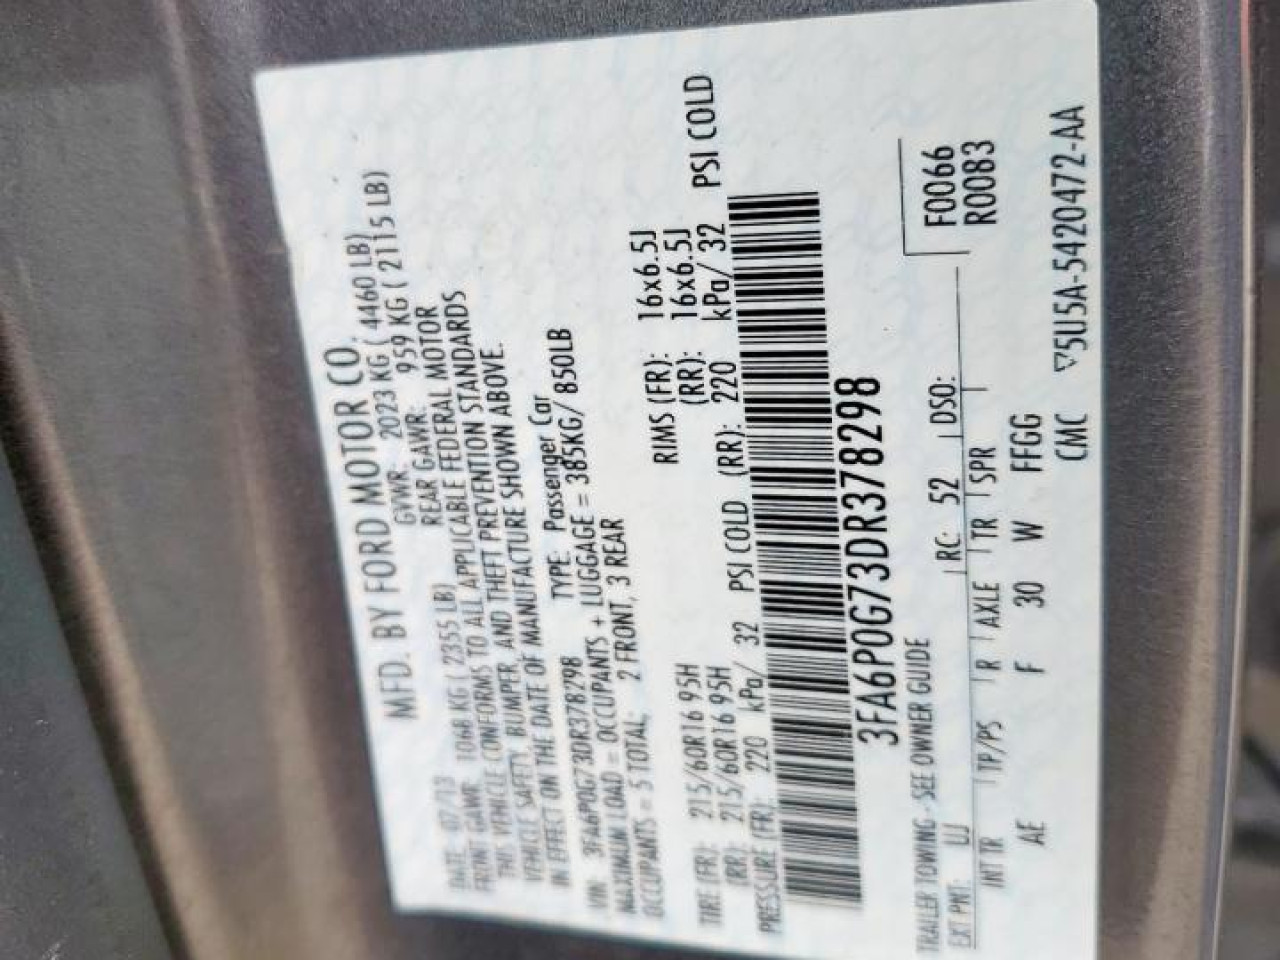 MFD. BY FORD MOTOR CO.
DATE: 07/13 GVWR: 2023 KG ( 4460 LB)
FRONT GAWR: 1068 KG ( 2355 LB) REAR GAWR: 959 KG ( 2115 LB)
THIS VEHICLE CONFORMS TO ALL APPLICABLE FEDERAL MOTOR
VEHICLE SAFETY, BUMPER, AND THEFT PREVENTION STANDARDS
IN EFFECT ON THE DATE OF MANUFACTURE SHOWN ABOVE.
VIN: 3FA6P0G73DR378298 TYPE: Passenger Car
MAXIMUM LOAD = OCCUPANTS + LUGGAGE = 385KG/ 850LB
OCCUPANTS = 5 TOTAL; 2 FRONT, 3 REAR
TIRE (FR): 215/60R16 95H RIMS (FR): 16x6.5J
(RR): 215/60R16 95H (RR): 16x6.5J
PRESSURE (FR): 220 kPa/ 32 PSI COLD (RR): 220 kPa/ 32 PSI COLD
3FA6P0G73DR378298
TRAILER TOWING - SEE OWNER GUIDE
F0066
R0083
EXT PNT: UJ RC: 52 DSO:
INT TR TP/PS R AXLE TR SPR
AE F 30 W FFGG
CMC ▽5U5A-5420472-AA